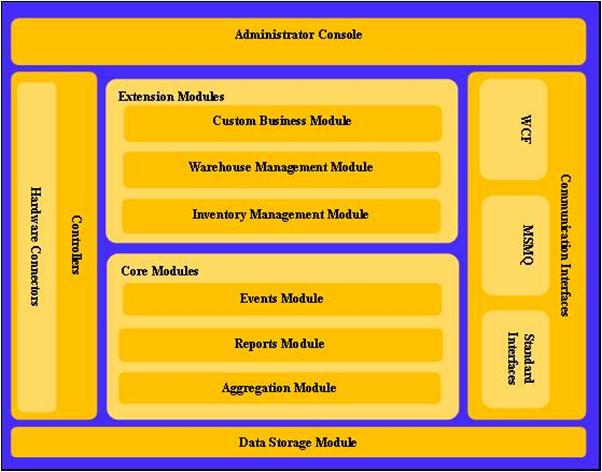 Administrator Console
Hardware Connectors
Controllers
Extension Modules
Custom Business Module
Warehouse Management Module
Inventory Management Module
Core Modules
Events Module
Reports Module
Aggregation Module
WCF
MSMQ
Standard
Interfaces
Communication Interfaces
Data Storage Module